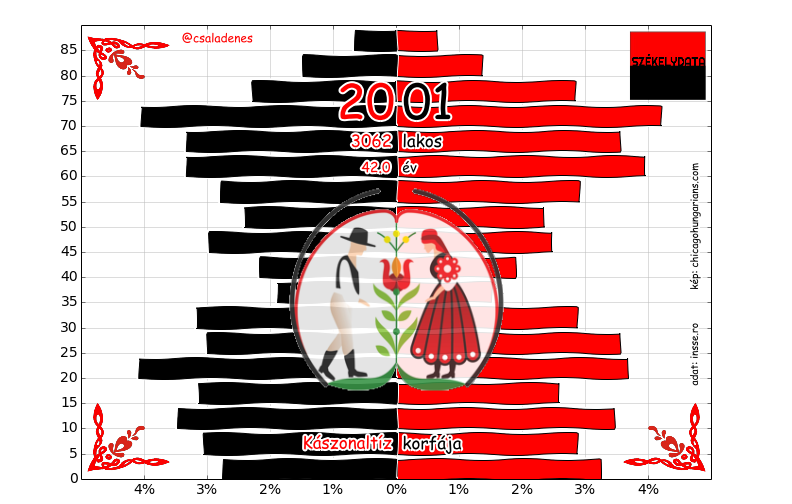 @csaladenes
SZÉKELYDATA
2001
3062 lakos
42,0 év
kép: chicagohungarians.com
adat: insse.ro
Kászonaltíz korfája
85
80
75
70
65
60
55
50
45
40
35
30
25
20
15
10
5
0
4% 3% 2% 1% 0% 1% 2% 3% 4%